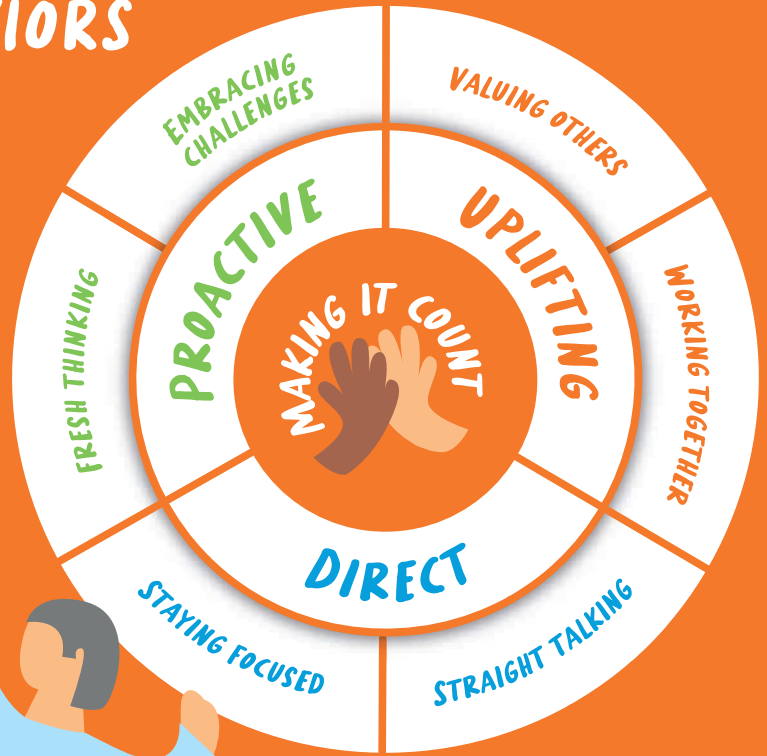 IORS
EMBRACING
CHALLENGES
VALUING OTHERS
PROACTIVE
UPLIFTING
MAKING IT COUNT
FRESH THINKING
WORKING TOGETHER
DIRECT
STAYING FOCUSED
STRAIGHT TALKING